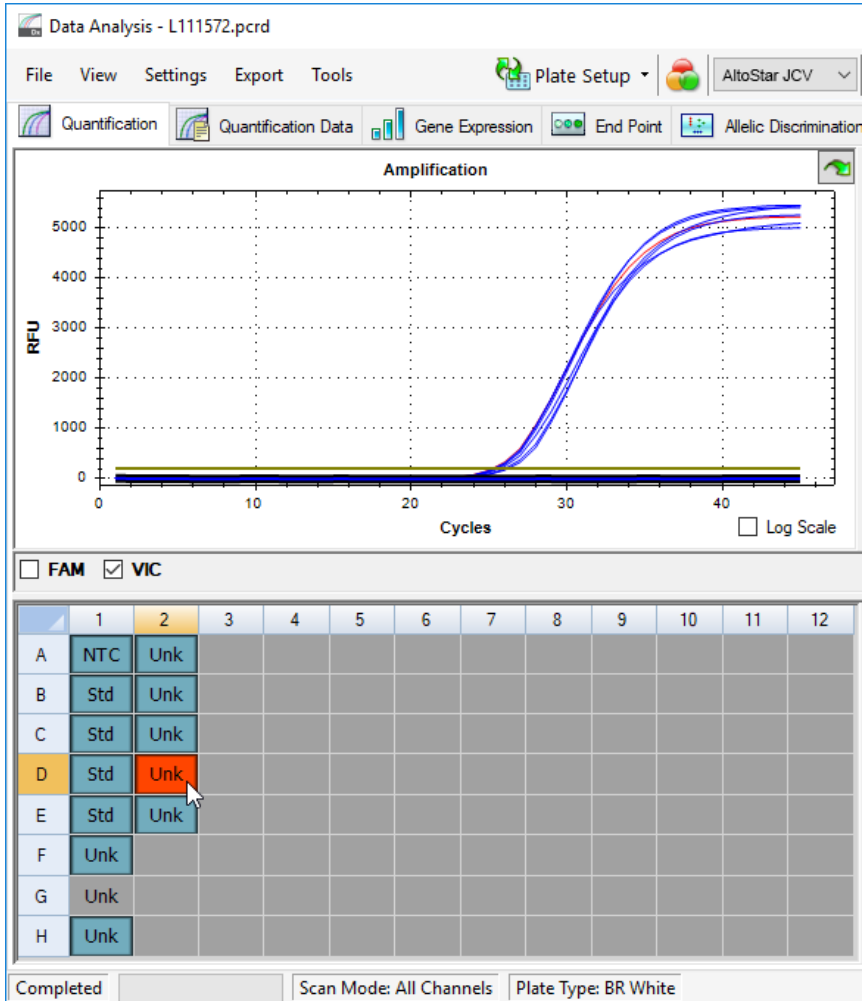 Data Analysis - L111572.pcrd
File View Settings Export Tools Plate Setup AltoStar JCV
Quantification Quantification Data Gene Expression End Point Allelic Discrimination
Amplification
5000
4000
3000
2000
1000
0
RFU
0 10 20 30 40
Cycles
Log Scale
FAM VIC
1 2 3 4 5 6 7 8 9 10 11 12
A NTC Unk
B Std Unk
C Std Unk
D Std Unk
E Std Unk
F Unk
G Unk
H Unk
Completed Scan Mode: All Channels Plate Type: BR White